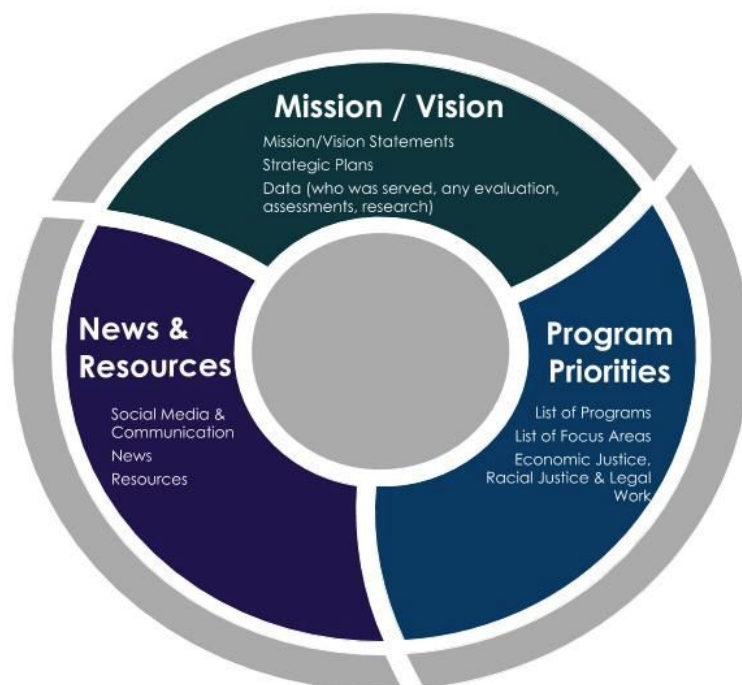 Mission / Vision
Mission/Vision Statements
Strategic Plans
Data (who was served, any evaluation,
assessments, research)
News &
Resources
Social Media &
Communication
News
Resources
Program
Priorities
List of Programs
List of Focus Areas
Economic Justice,
Racial Justice & Legal
Work